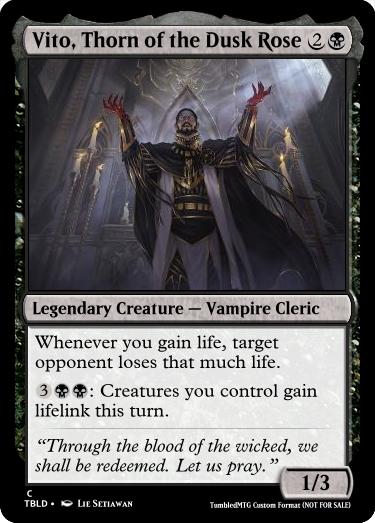 Vito, Thorn of the Dusk Rose 2
Legendary Creature — Vampire Cleric
Whenever you gain life, target
opponent loses that much life.
3 : Creatures you control gain
lifelink this turn.
“Through the blood of the wicked, we
shall be redeemed. Let us pray.”
1/3
C
TBLD • Lie Setiawan
TumbledMTG Custom Format (NOT FOR SALE)